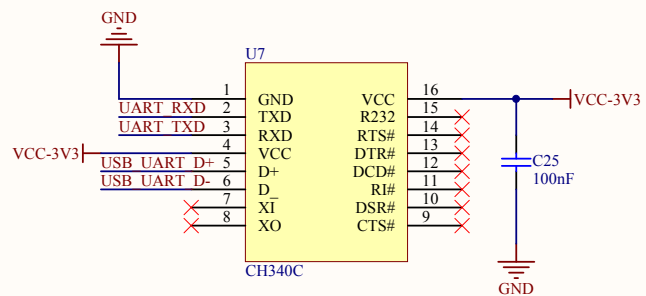 GND
U7
1 GND VCC 16
UART_RXD 2 TXD R232 15
UART_TXD 3 RXD RTS# 14
VCC-3V3 4 VCC DTR# 13
USB_UART_D+ 5 D+ DCD# 12
USB_UART_D- 6 D RI# 11
7 XI DSR# 10
8 XO CTS# 9
CH340C
VCC-3V3
C25
100nF
GND